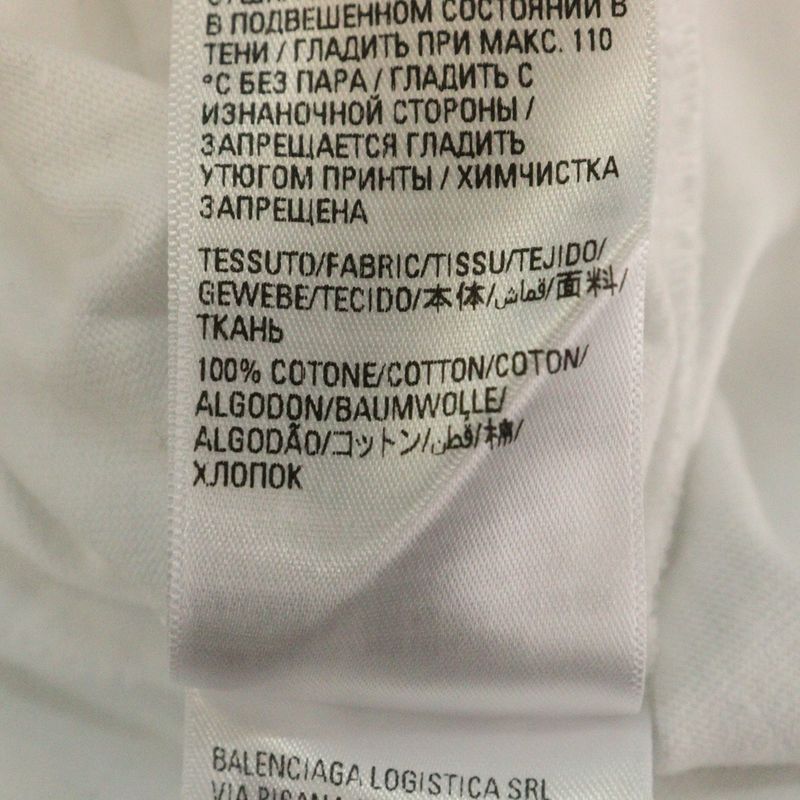 В ПОДВЕШЕННОМ СОСТОЯНИИ В
ТЕНИ / ГЛАДИТЬ ПРИ МАКС. 110
°C БЕЗ ПАРА / ГЛАДИТЬ С
ИЗНАНОЧНОЙ СТОРОНЫ /
ЗАПРЕЩАЕТСЯ ГЛАДИТЬ
УТЮГОМ ПРИНТЫ / ХИМЧИСТКА
ЗАПРЕЩЕНА
TESSUTO/FABRIC/TISSU/TEJIDO/
GEWEBE/TECIDO/本体/قماش/面料/
ТКАНЬ
100% COTONE/COTTON/COTON/
ALGODON/BAUMWOLLE/
ALGODÃO/コットン/قطن/棉/
ХЛОПОК
BALENCIAGA LOGISTICA SRL
VIA PISANA